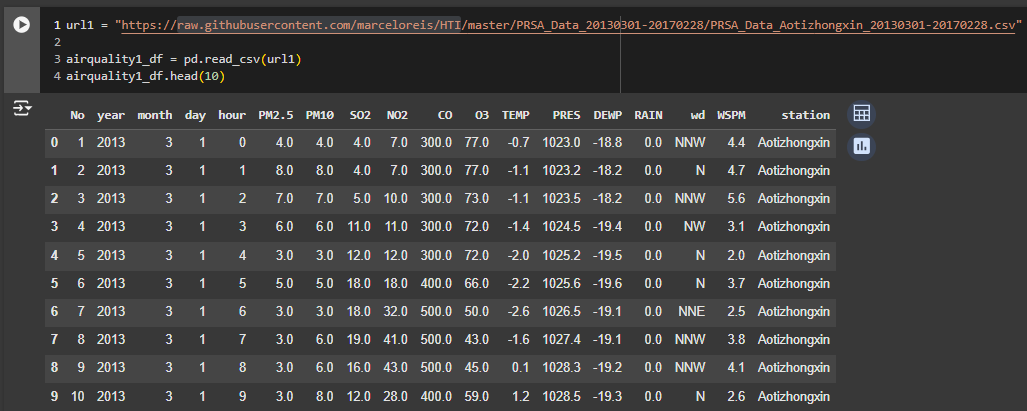 1 url1 = "https://raw.githubusercontent.com/marceloreis/HTI/master/PRSA_Data_20130301-20170228/PRSA_Data_Aotizhongxin_20130301-20170228.csv"
2
3 airquality1_df = pd.read_csv(url1)
4 airquality1_df.head(10)
No year month day hour PM2.5 PM10 SO2 NO2 CO O3 TEMP PRES DEWP RAIN wd WSPM station
0 1 2013 3 1 0 4.0 4.0 4.0 7.0 300.0 77.0 -0.7 1023.0 -18.8 0.0 NNW 4.4 Aotizhongxin
1 2 2013 3 1 1 8.0 8.0 4.0 7.0 300.0 77.0 -1.1 1023.2 -18.2 0.0 N 4.7 Aotizhongxin
2 3 2013 3 1 2 7.0 7.0 5.0 10.0 300.0 73.0 -1.1 1023.5 -18.2 0.0 NNW 5.6 Aotizhongxin
3 4 2013 3 1 3 6.0 6.0 11.0 11.0 300.0 72.0 -1.4 1024.5 -19.4 0.0 NW 3.1 Aotizhongxin
4 5 2013 3 1 4 3.0 3.0 12.0 12.0 300.0 72.0 -2.0 1025.2 -19.5 0.0 N 2.0 Aotizhongxin
5 6 2013 3 1 5 5.0 5.0 18.0 18.0 400.0 66.0 -2.2 1025.6 -19.6 0.0 N 3.7 Aotizhongxin
6 7 2013 3 1 6 3.0 3.0 18.0 32.0 500.0 50.0 -2.6 1026.5 -19.1 0.0 NNE 2.5 Aotizhongxin
7 8 2013 3 1 7 3.0 6.0 19.0 41.0 500.0 43.0 -1.6 1027.4 -19.1 0.0 NNW 3.8 Aotizhongxin
8 9 2013 3 1 8 3.0 6.0 16.0 43.0 500.0 45.0 0.1 1028.3 -19.2 0.0 NNW 4.1 Aotizhongxin
9 10 2013 3 1 9 3.0 8.0 12.0 28.0 400.0 59.0 1.2 1028.5 -19.3 0.0 N 2.6 Aotizhongxin